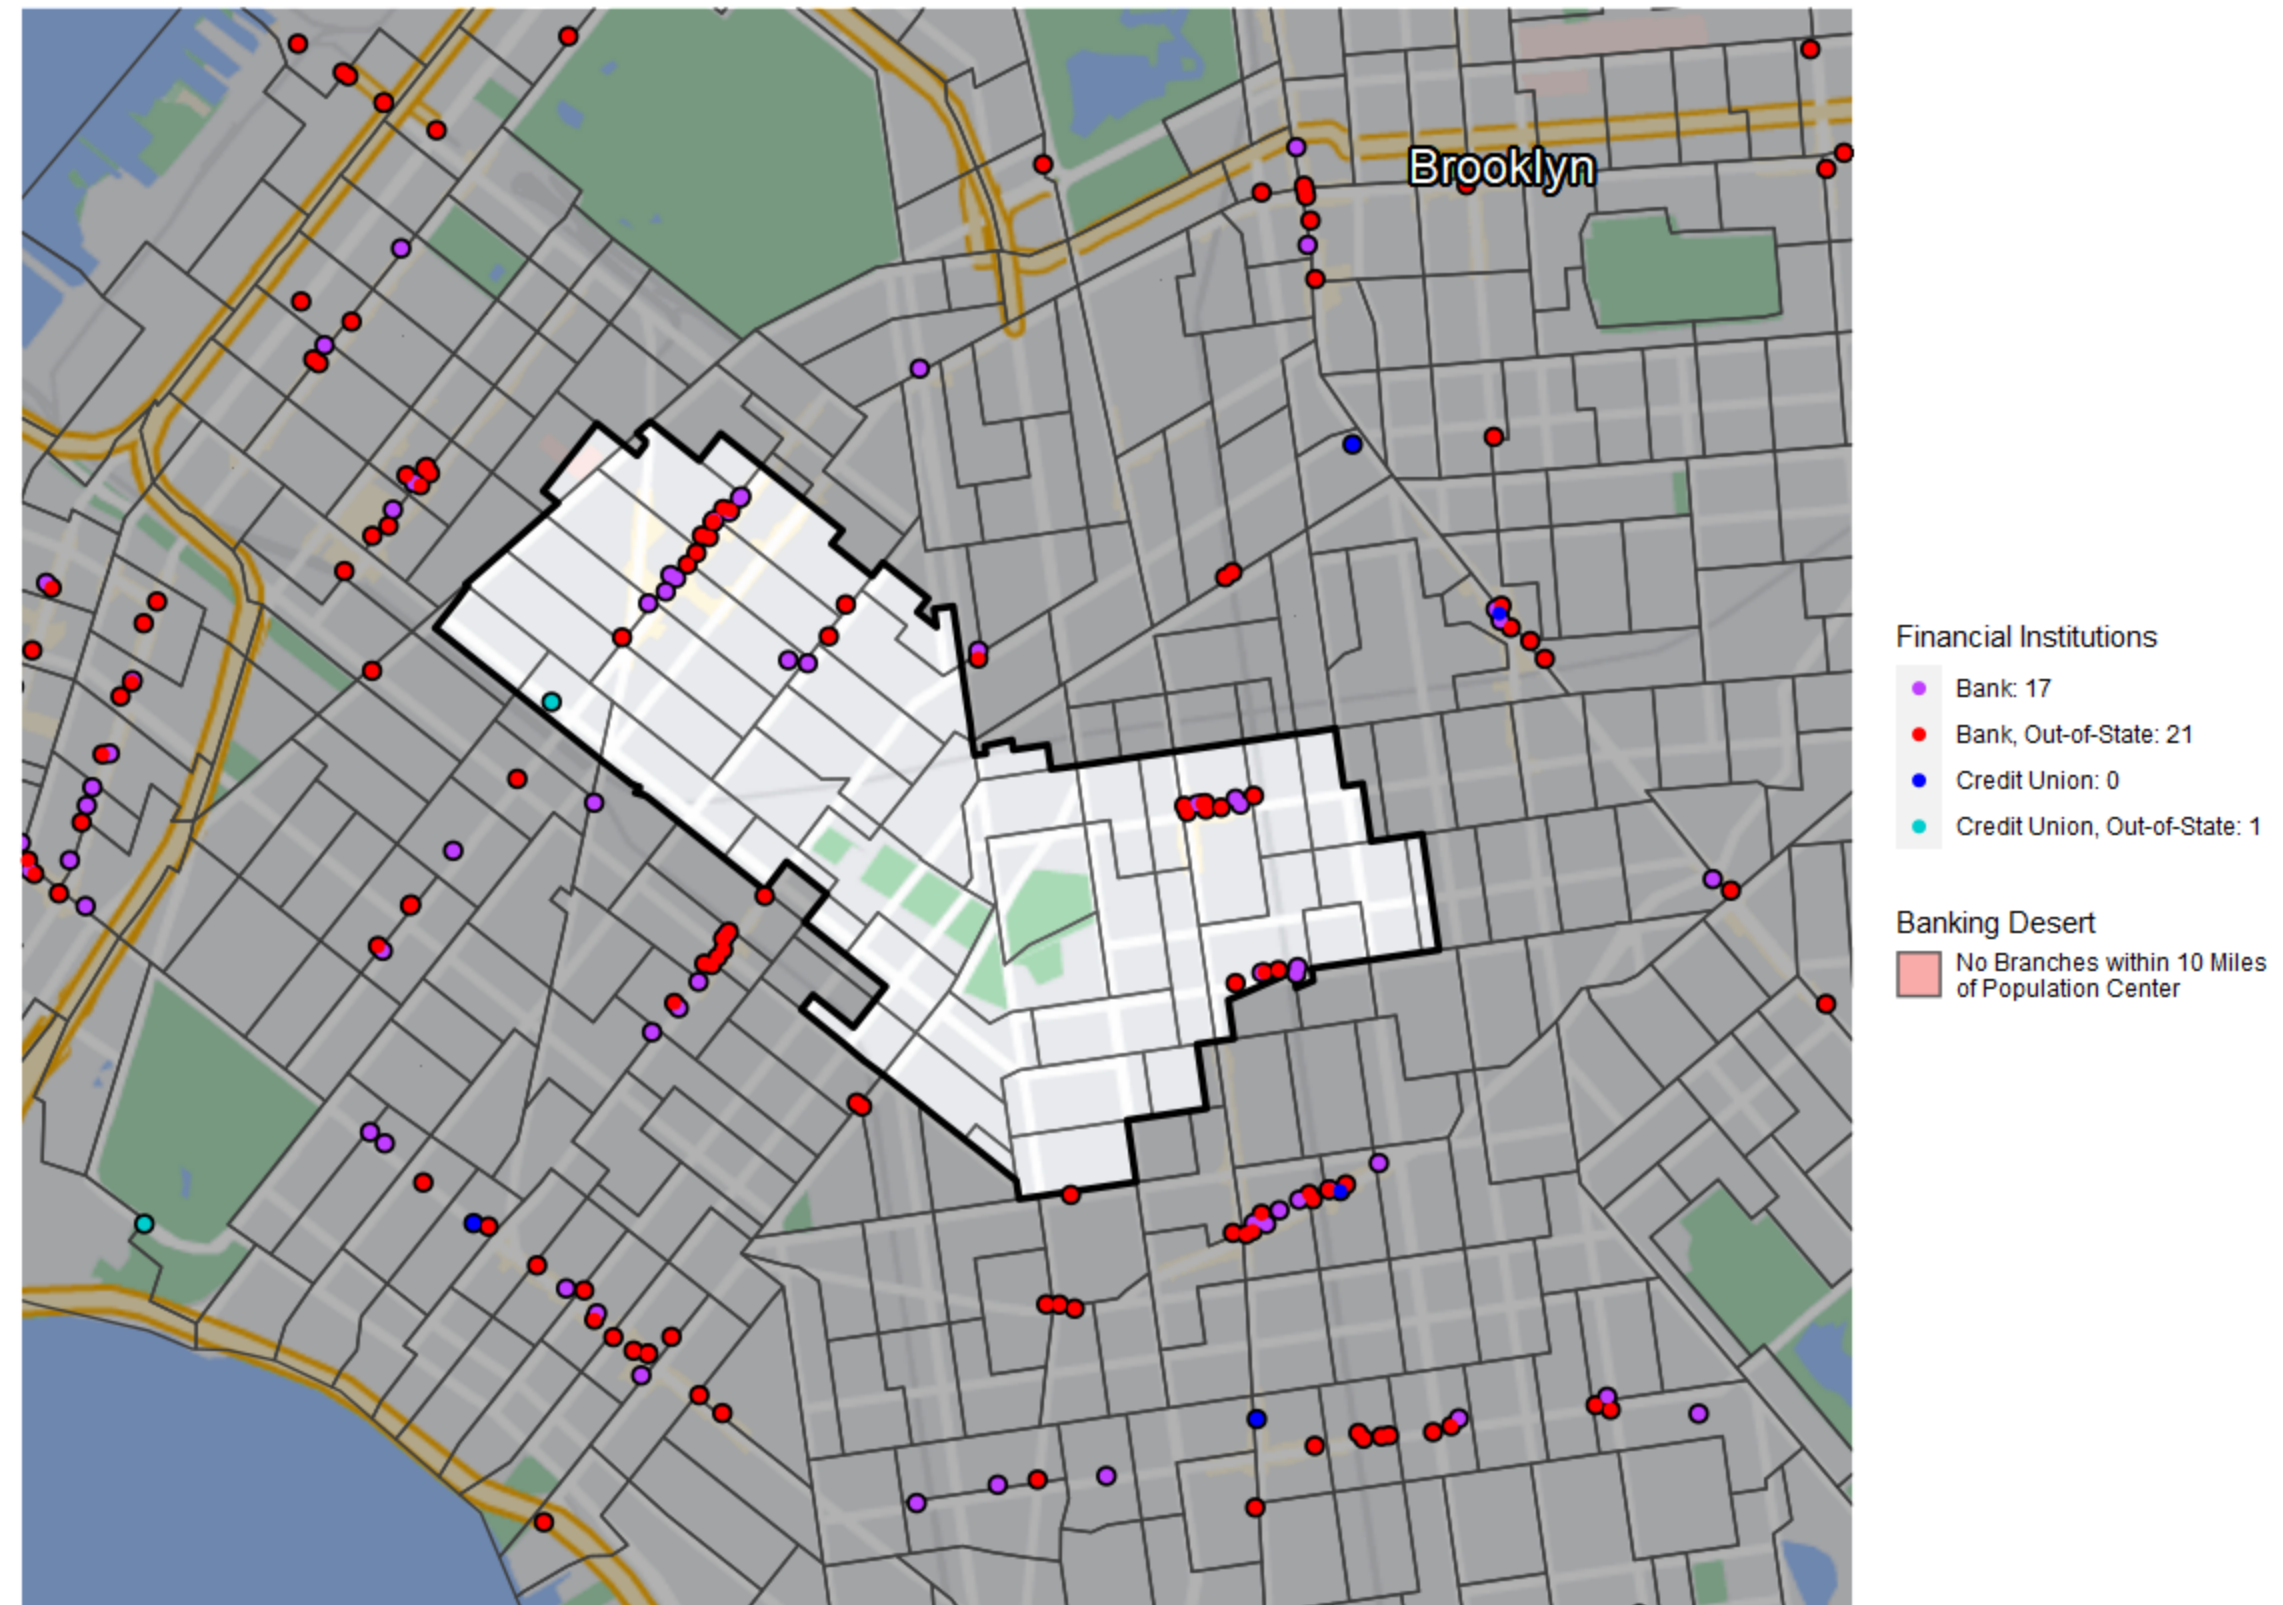 Brooklyn
Financial Institutions
Bank: 17
Bank, Out-of-State: 21
Credit Union: 0
Credit Union, Out-of-State: 1
Banking Desert
No Branches within 10 Miles
of Population Center